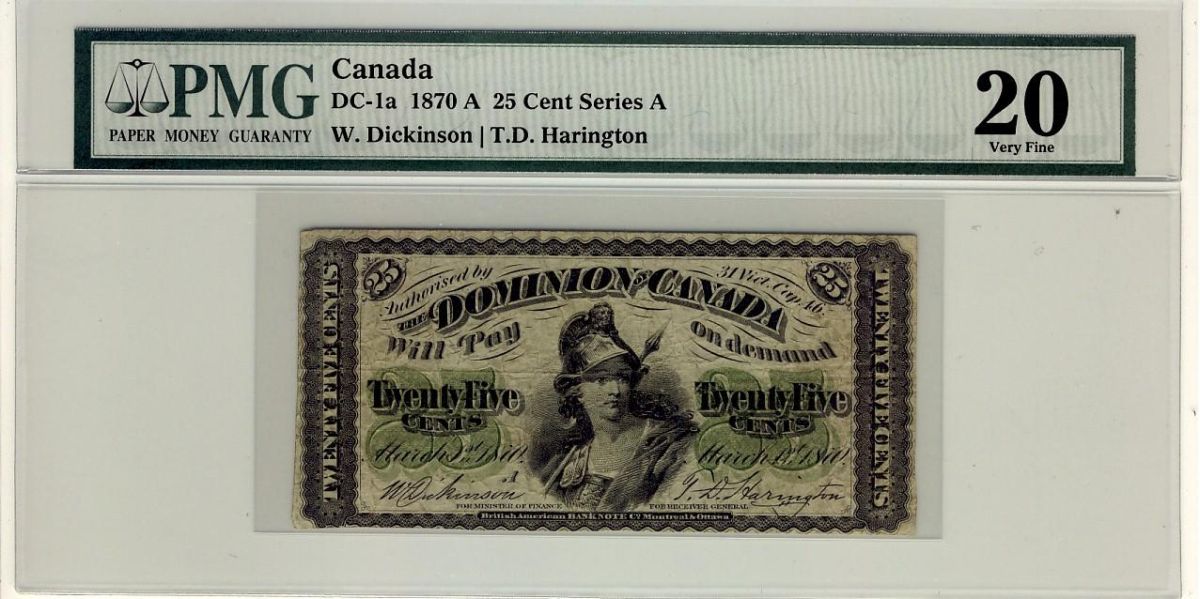 PMG
PAPER MONEY GUARANTY
Canada
DC-1a 1870 A 25 Cent Series A
W. Dickinson | T.D. Harington
20
Very Fine
25
25
Authorised by
31 Vict. Cap. 46.
THE DOMINION OF CANADA
Will Pay
on demand
TWENTY FIVE CENTS
TWENTY FIVE CENTS
25
25
Twenty Five
CENTS
Twenty Five
CENTS
March 1st 1870
March 1st 1870
A
W Dickinson
T. D. Harington
FOR MINISTER OF FINANCE
FOR RECEIVER GENERAL
British American BANK NOTE Co Montreal & Ottawa